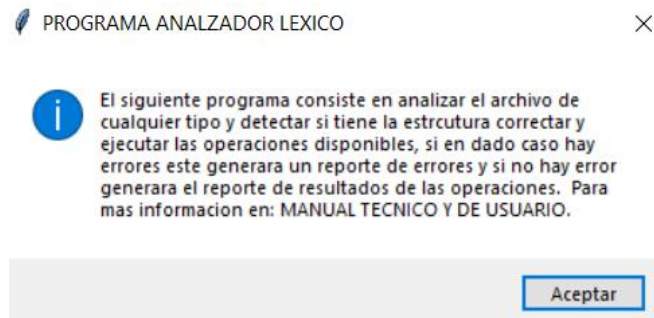 PROGRAMA ANALZADOR LEXICO
El siguiente programa consiste en analizar el archivo de
cualquier tipo y detectar si tiene la estrcutura correctar y
ejecutar las operaciones disponibles, si en dado caso hay
errores este generara un reporte de errores y si no hay error
generara el reporte de resultados de las operaciones.  Para
mas informacion en: MANUAL TECNICO Y DE USUARIO.
Aceptar